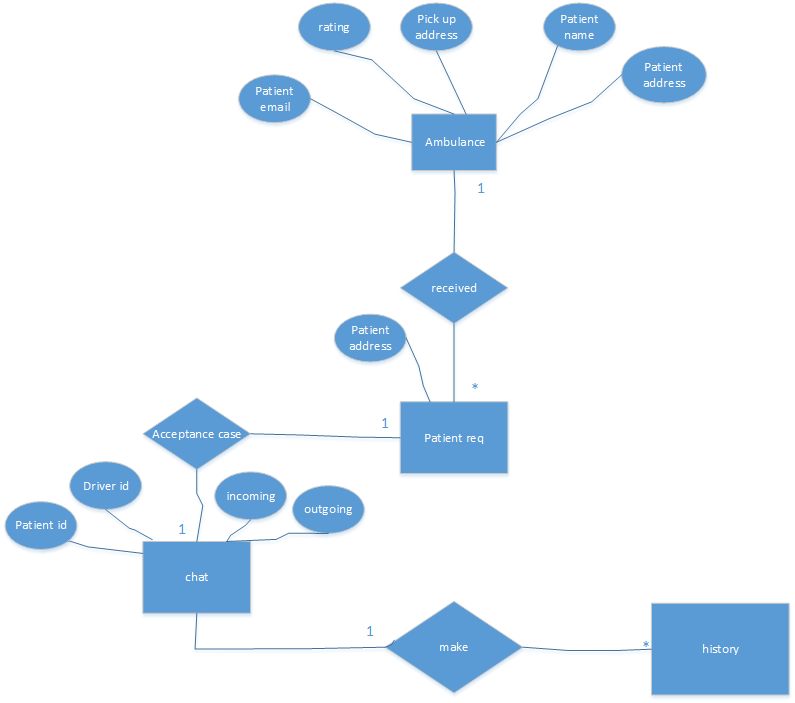 rating
Pick up
address
Patient
name
Patient
address
Patient
email
Ambulance
1
received
Patient
address
*
Acceptance case
1
Patient req
Driver id
incoming
outgoing
Patient id
1
chat
1
make
*
history